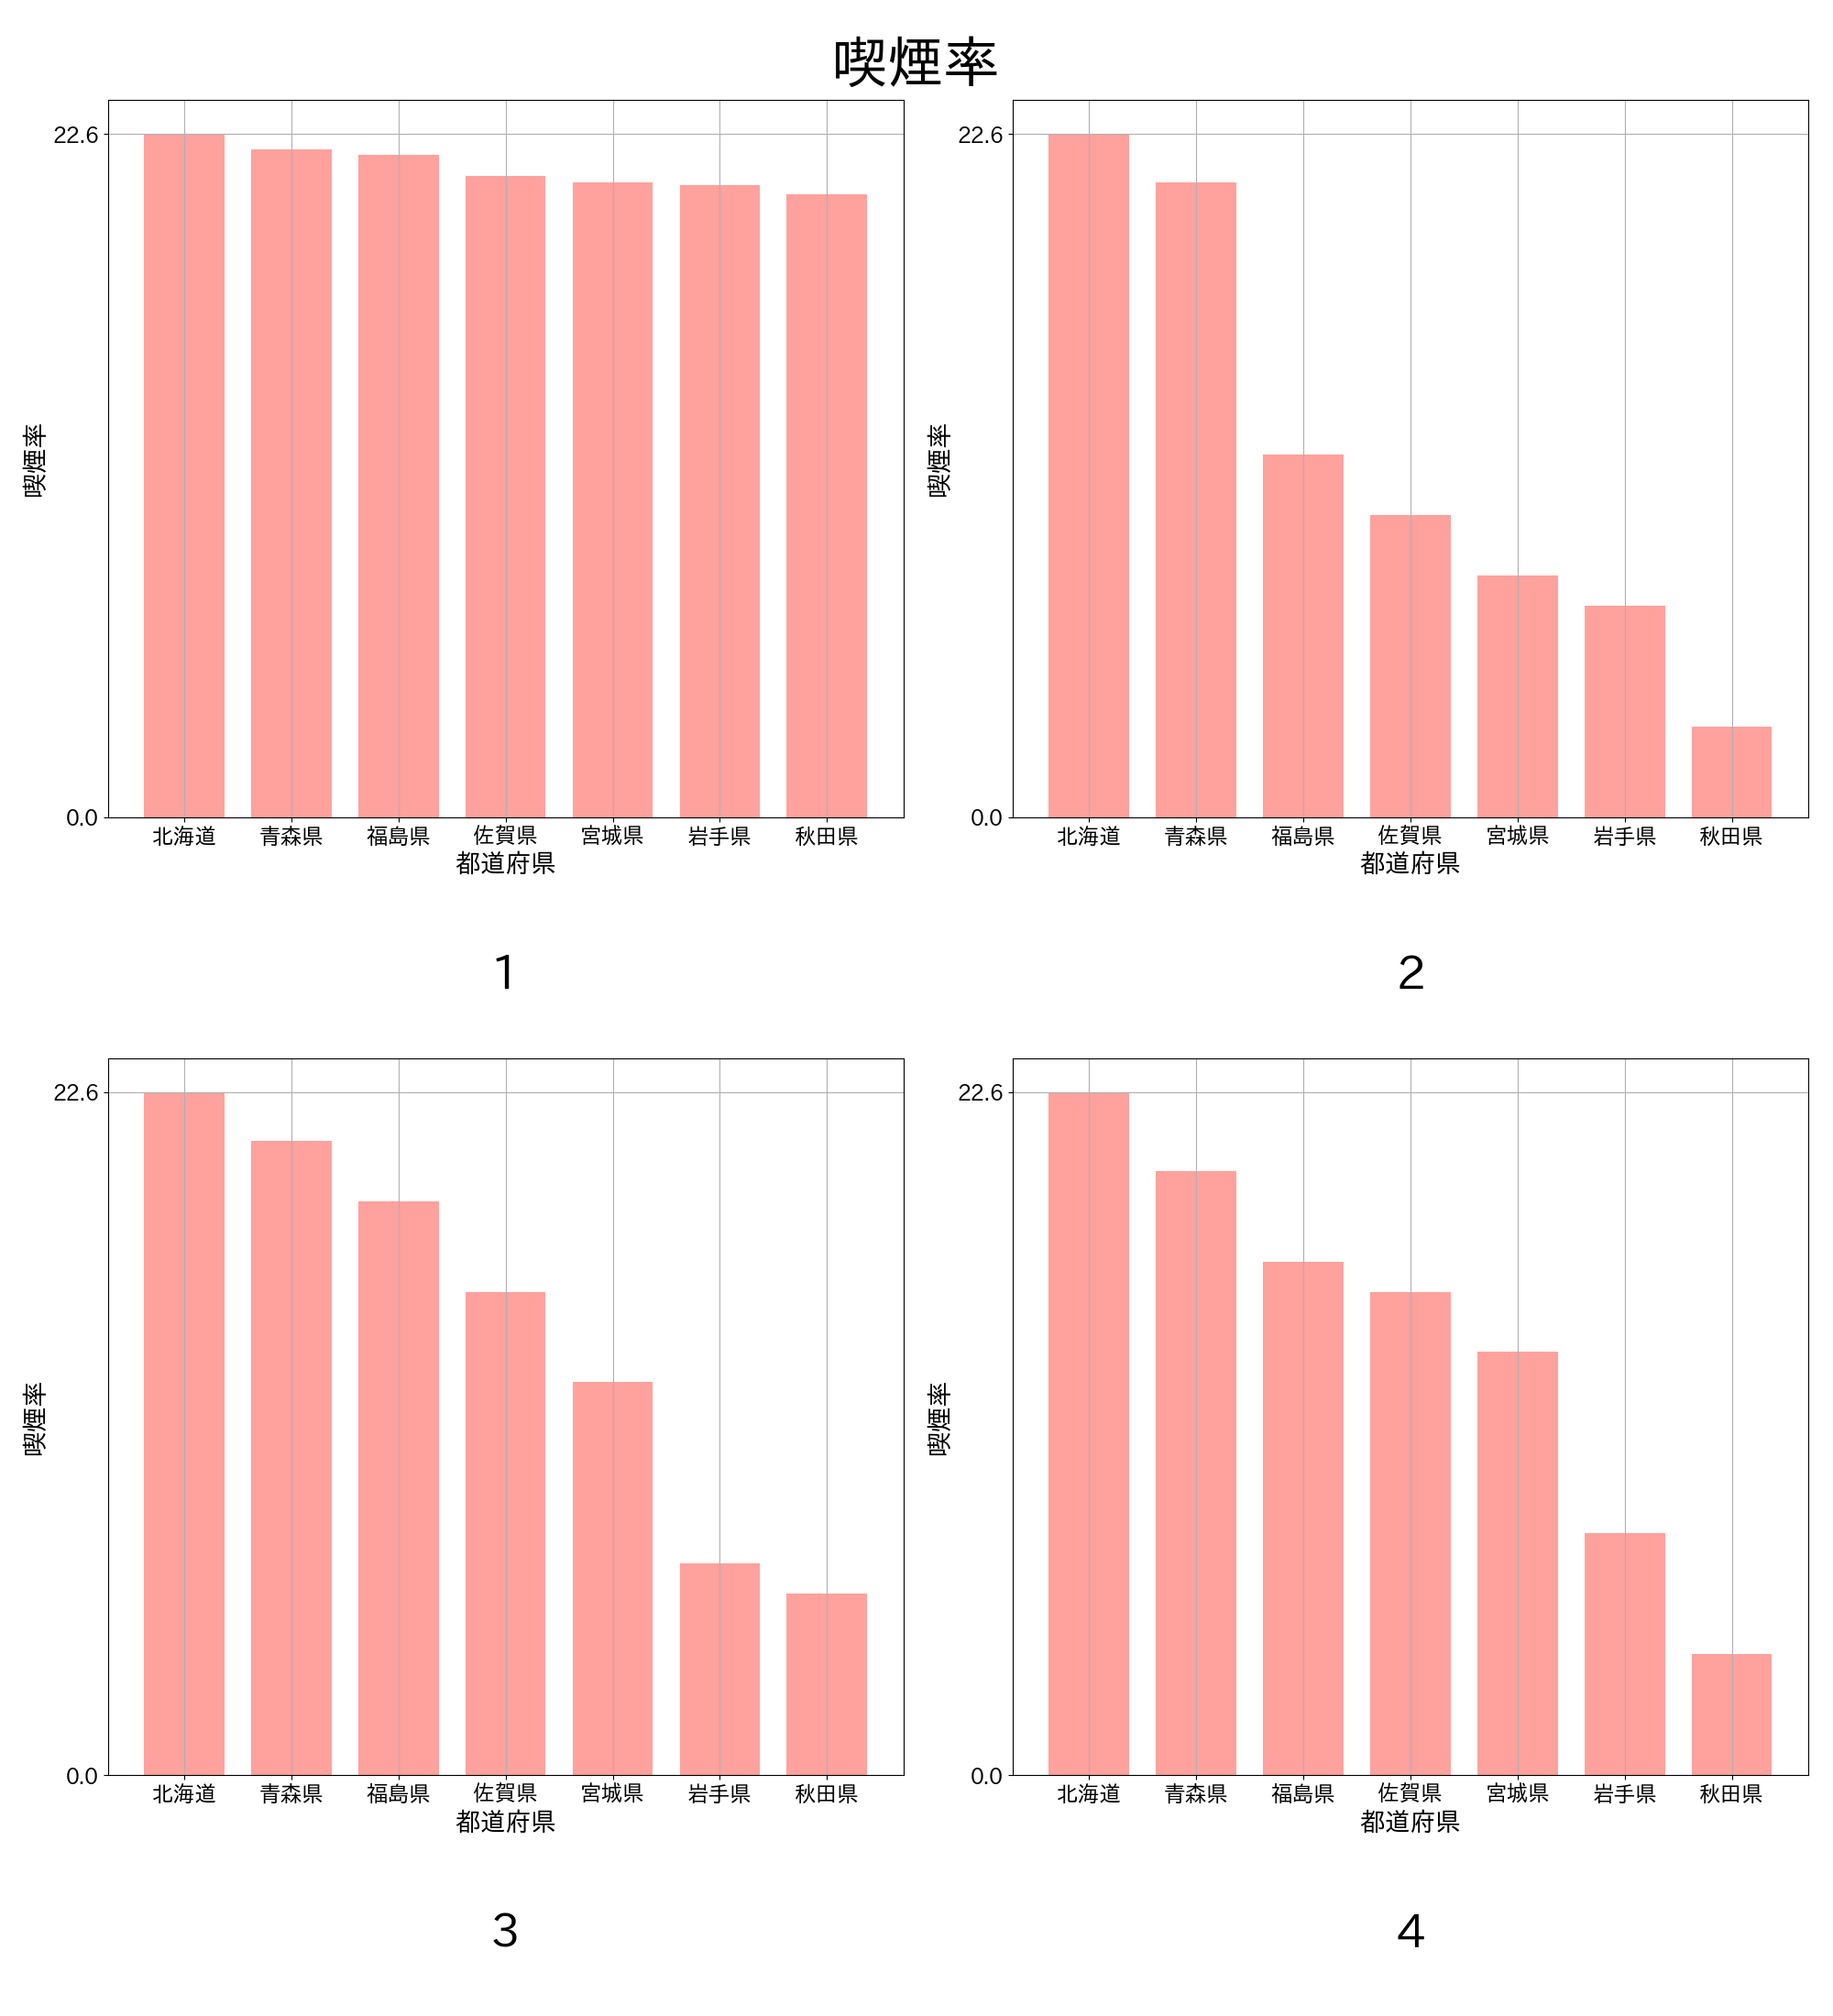 喫煙率
22.6
0.0
喫煙率
北海道 青森県 福島県 佐賀県 宮城県 岩手県 秋田県
都道府県
1
22.6
0.0
喫煙率
北海道 青森県 福島県 佐賀県 宮城県 岩手県 秋田県
都道府県
2
22.6
0.0
喫煙率
北海道 青森県 福島県 佐賀県 宮城県 岩手県 秋田県
都道府県
3
22.6
0.0
喫煙率
北海道 青森県 福島県 佐賀県 宮城県 岩手県 秋田県
都道府県
4